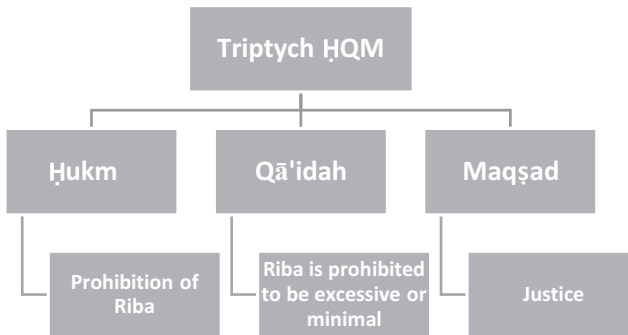 Triptych ḤQM
Ḥukm
Qā'idah
Maqṣad
Prohibition of
Riba
Riba is prohibited
to be excessive or
minimal
Justice